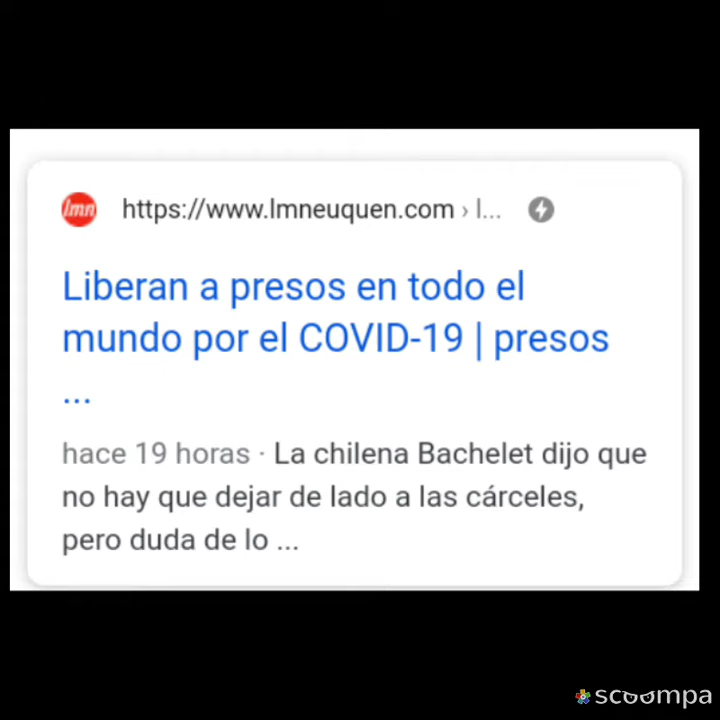 lmn
https://www.lmneuquen.com › l...
Liberan a presos en todo el
mundo por el COVID-19 | presos
...
hace 19 horas · La chilena Bachelet dijo que
no hay que dejar de lado a las cárceles,
pero duda de lo ...
scoompa